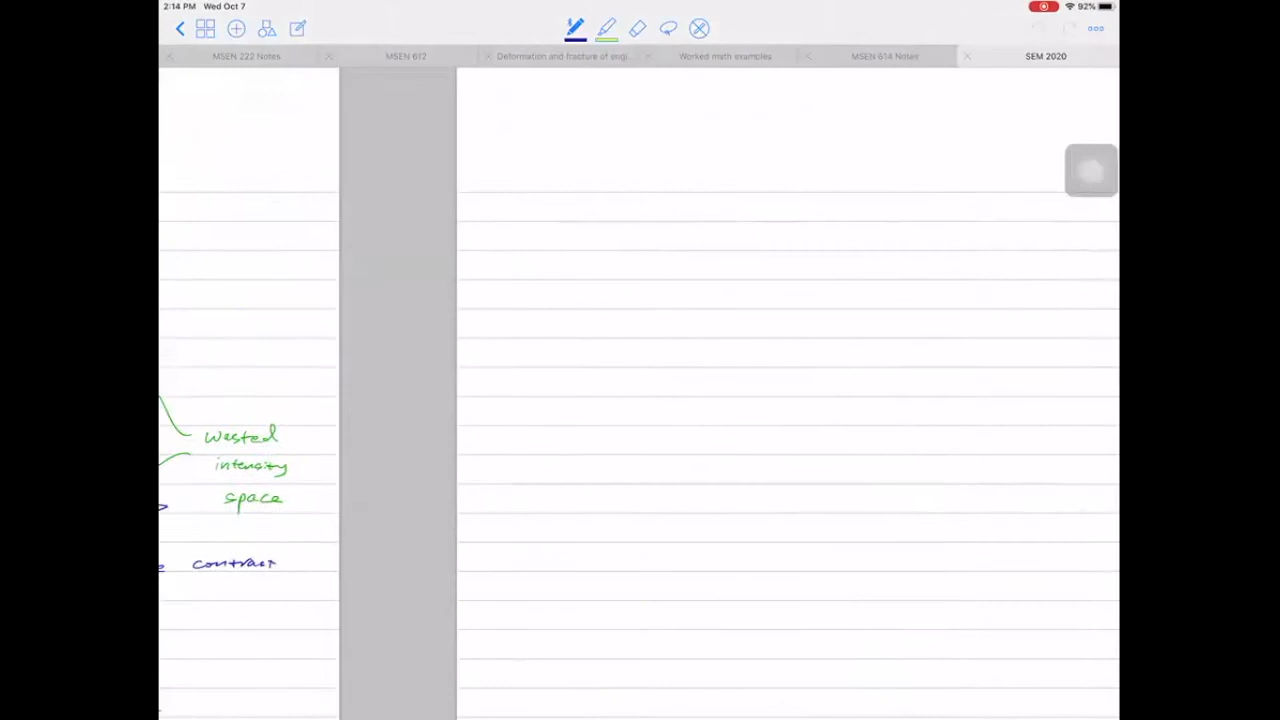 2:14 PM Wed Oct 7
92%
MSEN 222 Notes
MSEN 612
Deformation and fracture of engi...
Worked math examples
MSEN 614 Notes
SEM 2020
wasted
intensity
space
contrast